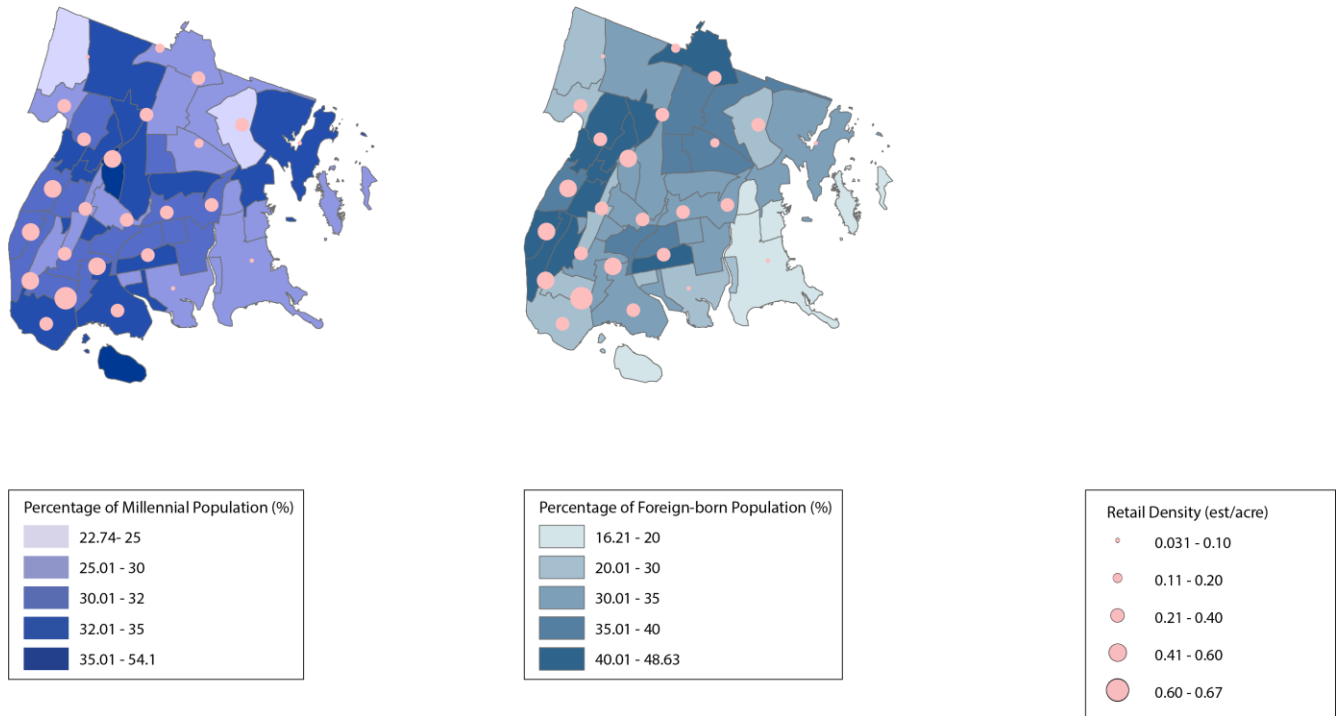 Percentage of Millennial Population (%)
22.74- 25
25.01 - 30
30.01 - 32
32.01 - 35
35.01 - 54.1
Percentage of Foreign-born Population (%)
16.21 - 20
20.01 - 30
30.01 - 35
35.01 - 40
40.01 - 48.63
Retail Density (est/acre)
0.031 - 0.10
0.11 - 0.20
0.21 - 0.40
0.41 - 0.60
0.60 - 0.67